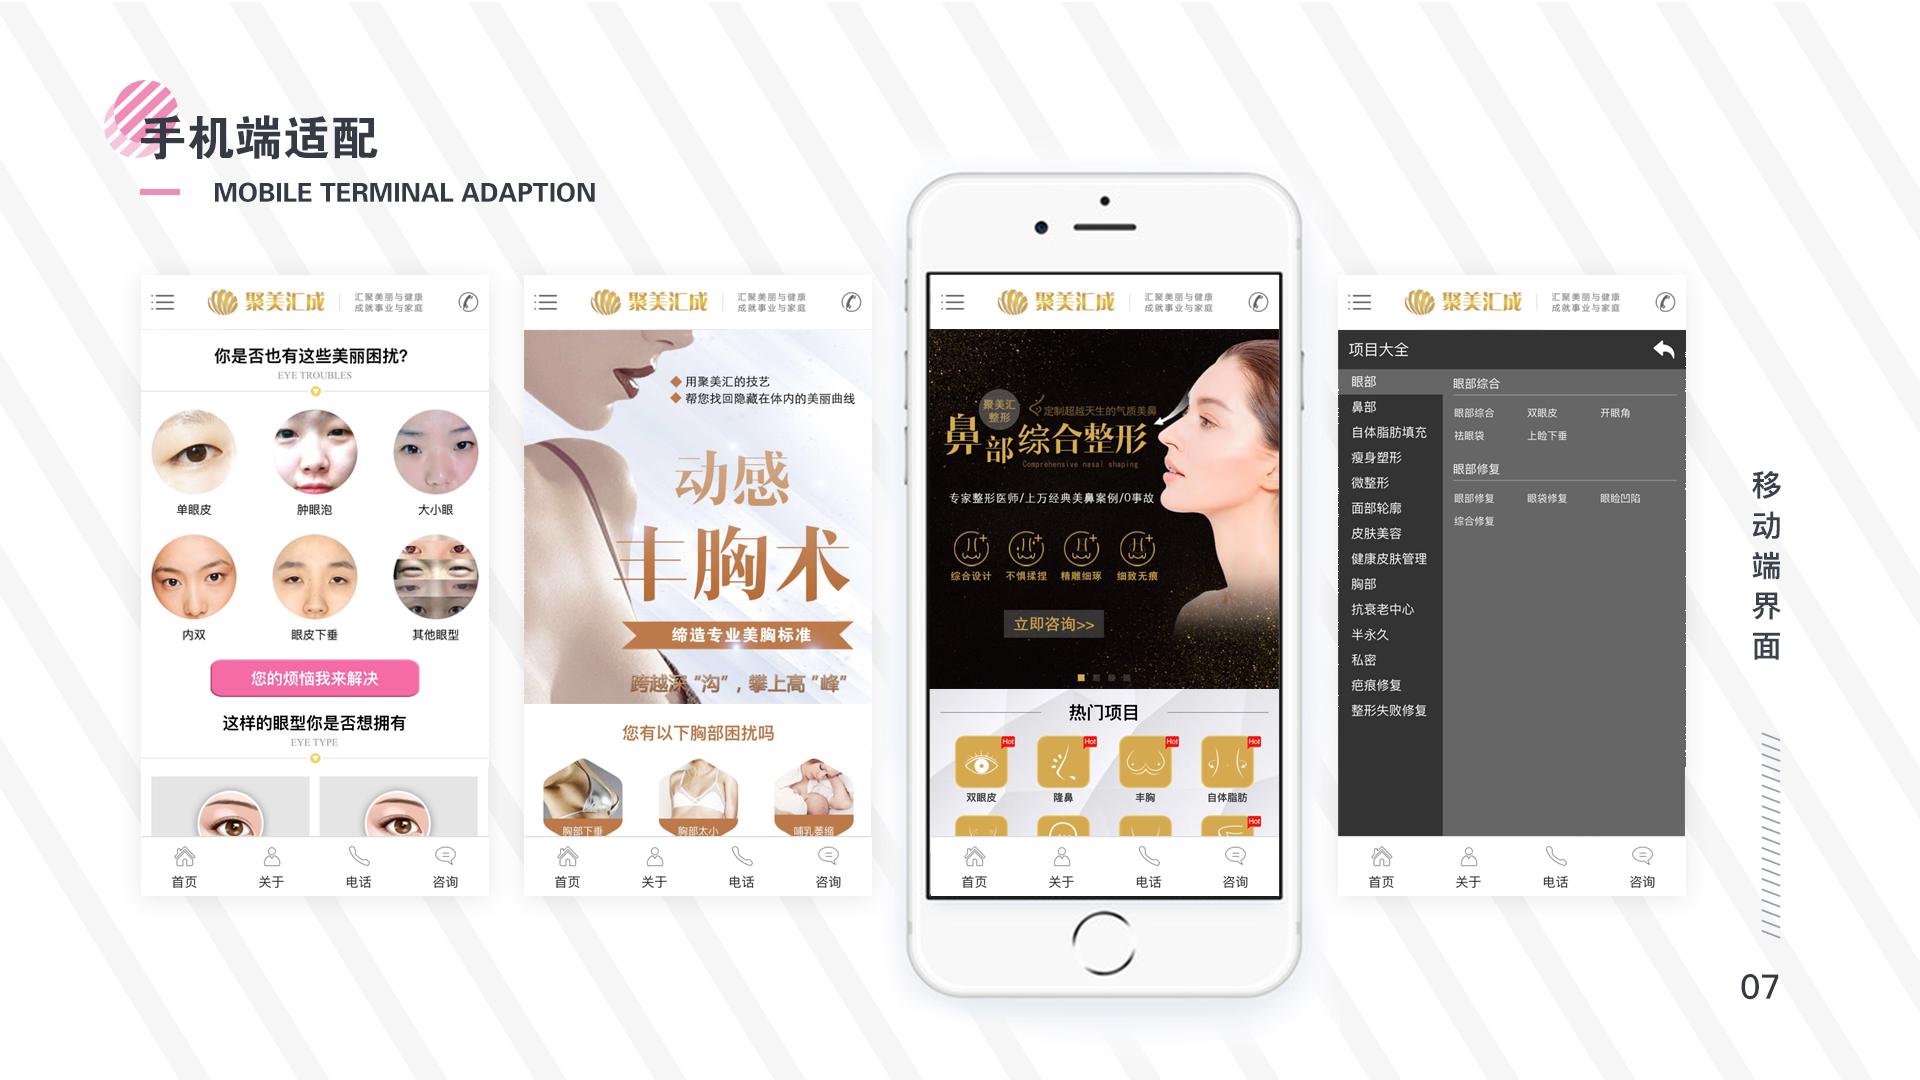 手机端适配
MOBILE TERMINAL ADAPTION
聚美汇成
汇聚美丽与健康
成就事业与家庭
你是否也有这些美丽困扰?
EYE TROUBLES
单眼皮
肿眼泡
大小眼
内双
眼皮下垂
其他眼型
您的烦恼我来解决
这样的眼型你是否想拥有
EYE TYPE
首页
关于
电话
咨询
聚美汇成
汇聚美丽与健康
成就事业与家庭
用聚美汇的技艺
帮您找回隐藏在体内的美丽曲线
动感
丰胸术
缔造专业美胸标准
跨越深“沟”，攀上高“峰”
您有以下胸部困扰吗
胸部下垂
胸部太小
哺乳萎缩
首页
关于
电话
咨询
聚美汇成
汇聚美丽与健康
成就事业与家庭
聚美汇
整形
定制超越天生的气质美鼻
鼻部综合整形
Comprehensive nasal shaping
专家整形医师/上万经典美鼻案例/0事故
综合设计
不惧揉捏
精雕细琢
细致无痕
立即咨询>>
热门项目
Hot
Hot
Hot
Hot
双眼皮
隆鼻
丰胸
自体脂肪
Hot
首页
关于
电话
咨询
聚美汇成
汇聚美丽与健康
成就事业与家庭
项目大全
眼部
鼻部
自体脂肪填充
瘦身塑形
微整形
面部轮廓
皮肤美容
健康皮肤管理
胸部
抗衰老中心
半永久
私密
疤痕修复
整形失败修复
眼部综合
眼部综合
双眼皮
开眼角
祛眼袋
上睑下垂
眼部修复
眼部修复
眼袋修复
眼睑凹陷
综合修复
首页
关于
电话
咨询
移动端界面
07